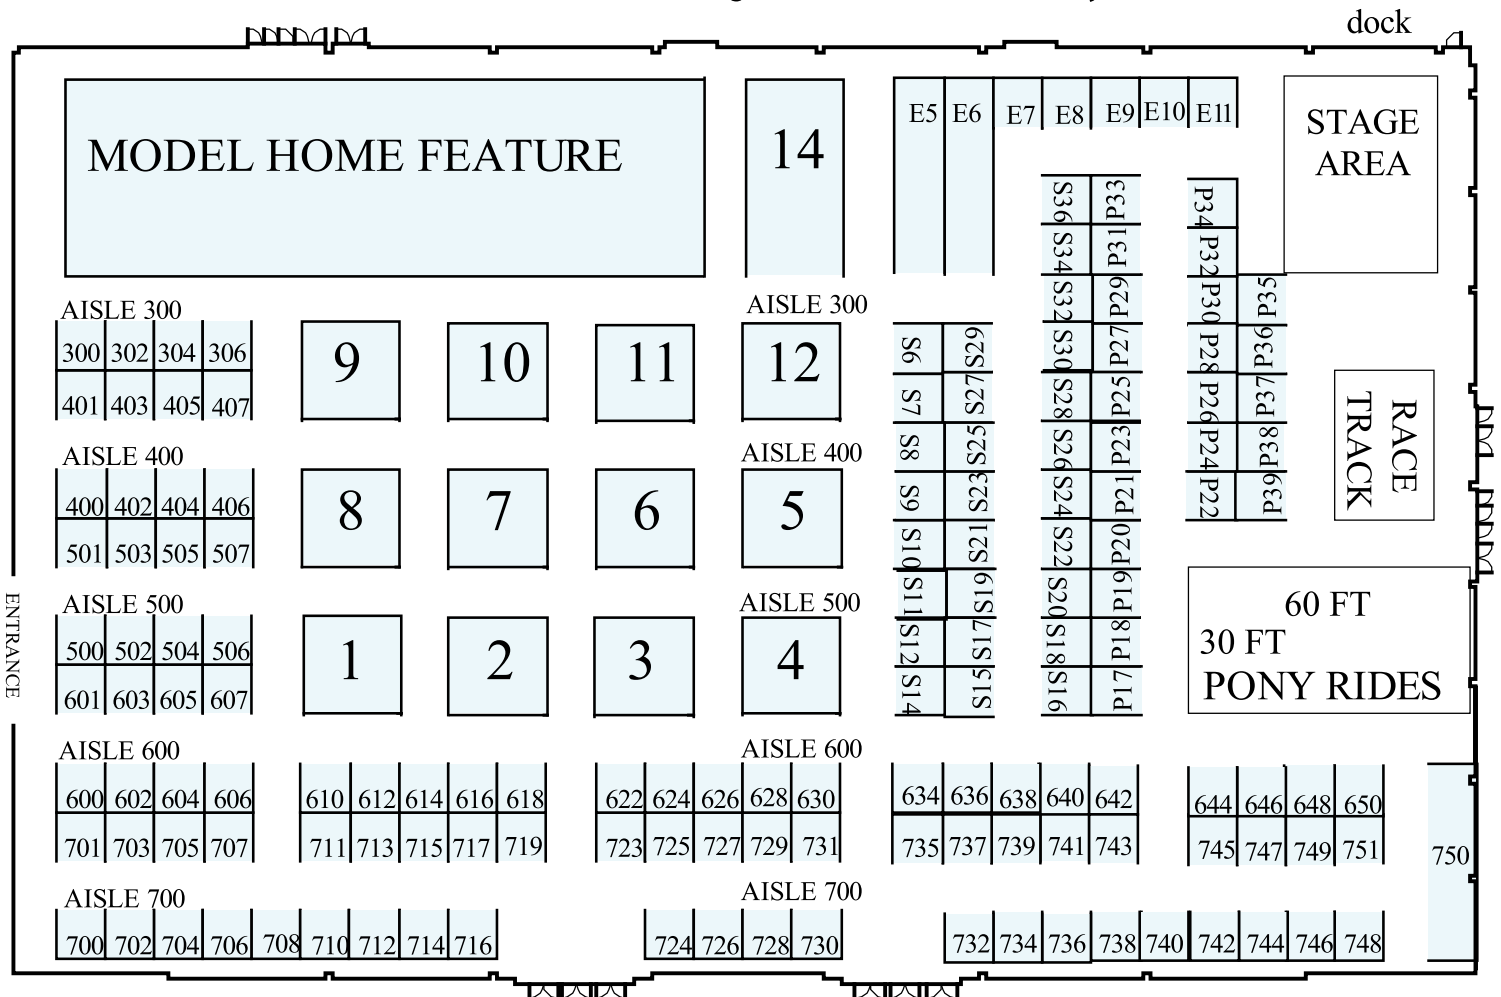 dock
MODEL HOME FEATURE
14
E5 E6 E7 E8 E9 E10 E11
STAGE
AREA
S36 P33 P34
S34 P31 P32
S32 P29 P30 P35
S30 P27 P28 P36
S28 P25 P26 P37
S26 P23 P24 P38
S24 P21 P22 P39
S22 P20
S20 P19
S18 P18
S16 P17
S6 S29
S7 S27
S8 S25
S9 S23
S10 S21
S11 S19
S12 S17
S14 S15
RACE
TRACK
60 FT
30 FT
PONY RIDES
AISLE 300 AISLE 300
300 302 304 306
401 403 405 407
9 10 11 12
AISLE 400 AISLE 400
400 402 404 406
501 503 505 507
8 7 6 5
ENTRANCE
AISLE 500 AISLE 500
500 502 504 506
601 603 605 607
1 2 3 4
AISLE 600 AISLE 600
600 602 604 606 610 612 614 616 618 622 624 626 628 630 634 636 638 640 642 644 646 648 650
701 703 705 707 711 713 715 717 719 723 725 727 729 731 735 737 739 741 743 745 747 749 751 750
AISLE 700 AISLE 700
700 702 704 706 708 710 712 714 716 724 726 728 730 732 734 736 738 740 742 744 746 748